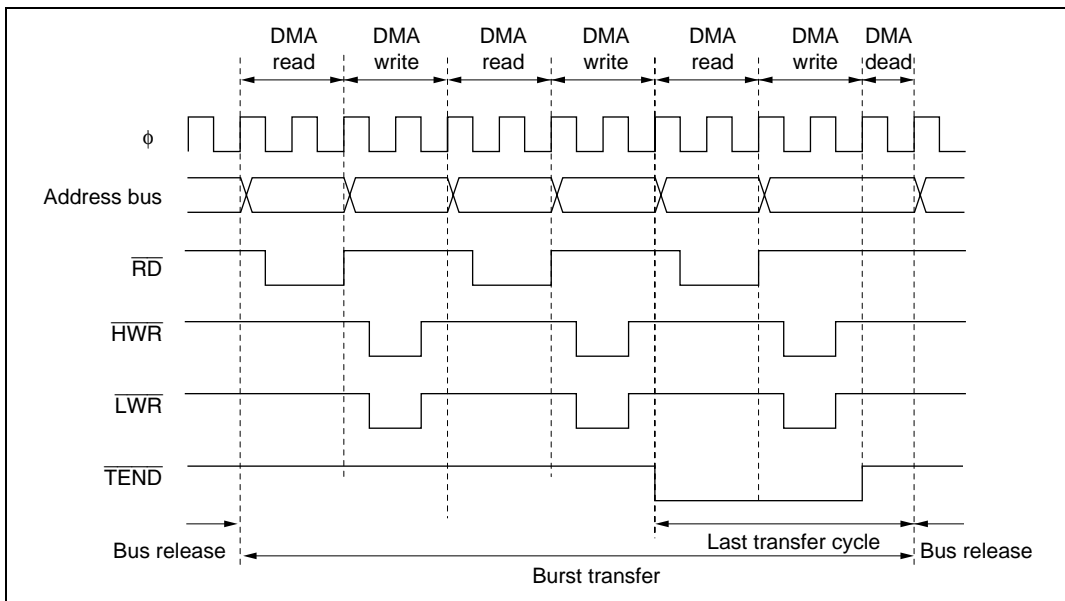 DMA read
DMA write
DMA read
DMA write
DMA read
DMA write
DMA dead
ϕ
Address bus
RD
HWR
LWR
TEND
Bus release
Last transfer cycle
Bus release
Burst transfer